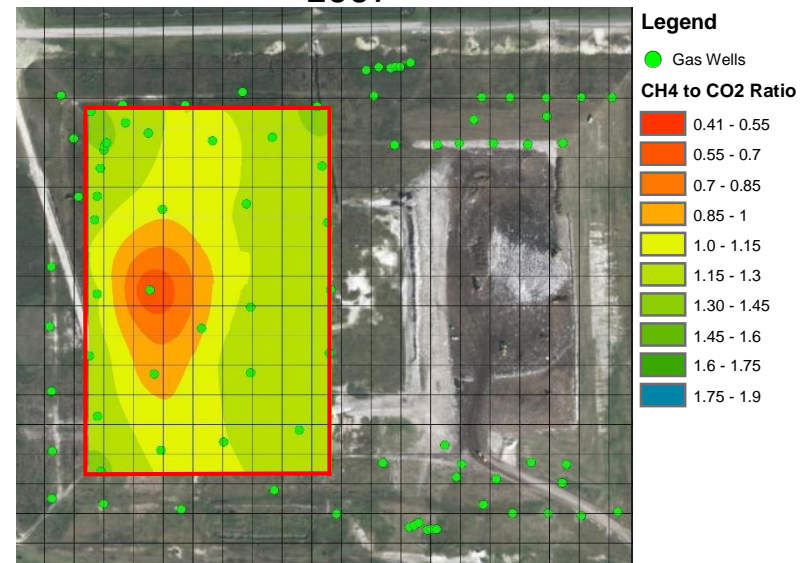 Legend
Gas Wells
CH4 to CO2 Ratio
0.41 - 0.55
0.55 - 0.7
0.7 - 0.85
0.85 - 1
1.0 - 1.15
1.15 - 1.3
1.30 - 1.45
1.45 - 1.6
1.6 - 1.75
1.75 - 1.9